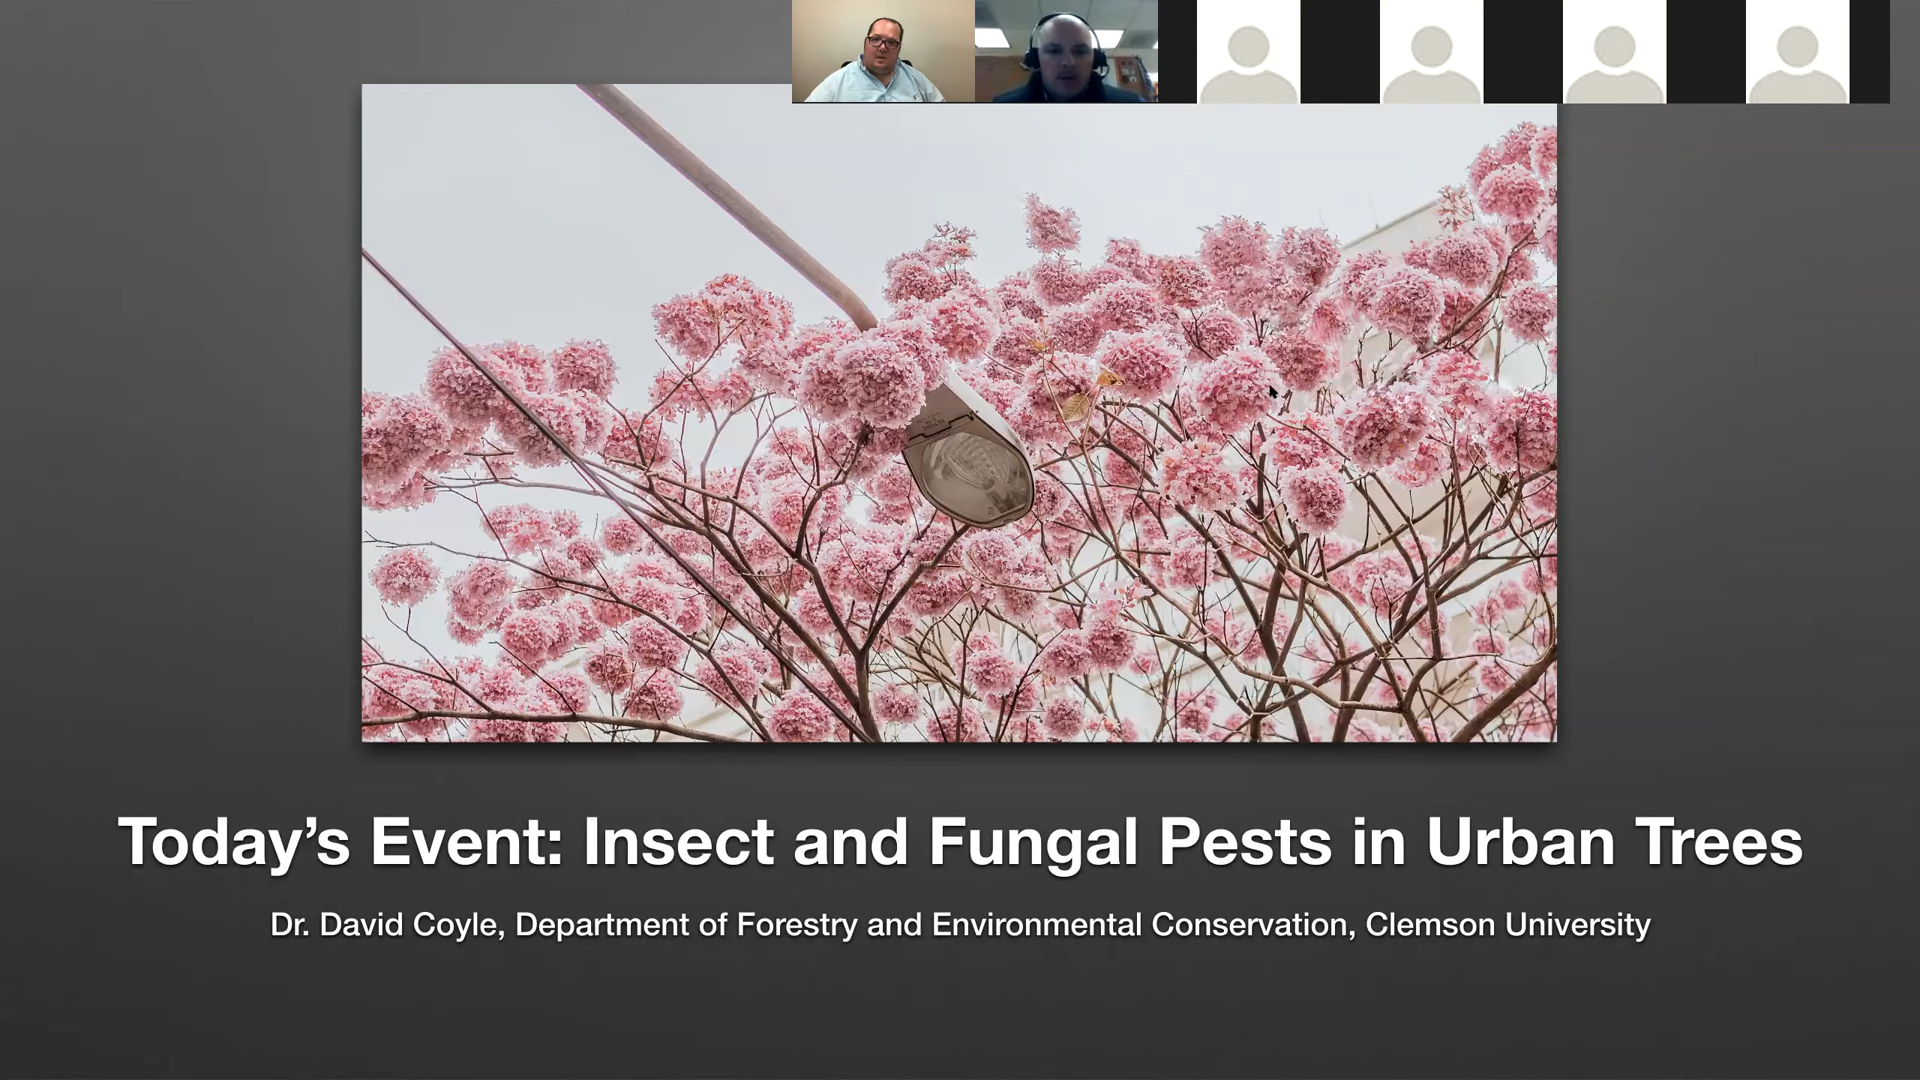 Today’s Event: Insect and Fungal Pests in Urban Trees
Dr. David Coyle, Department of Forestry and Environmental Conservation, Clemson University